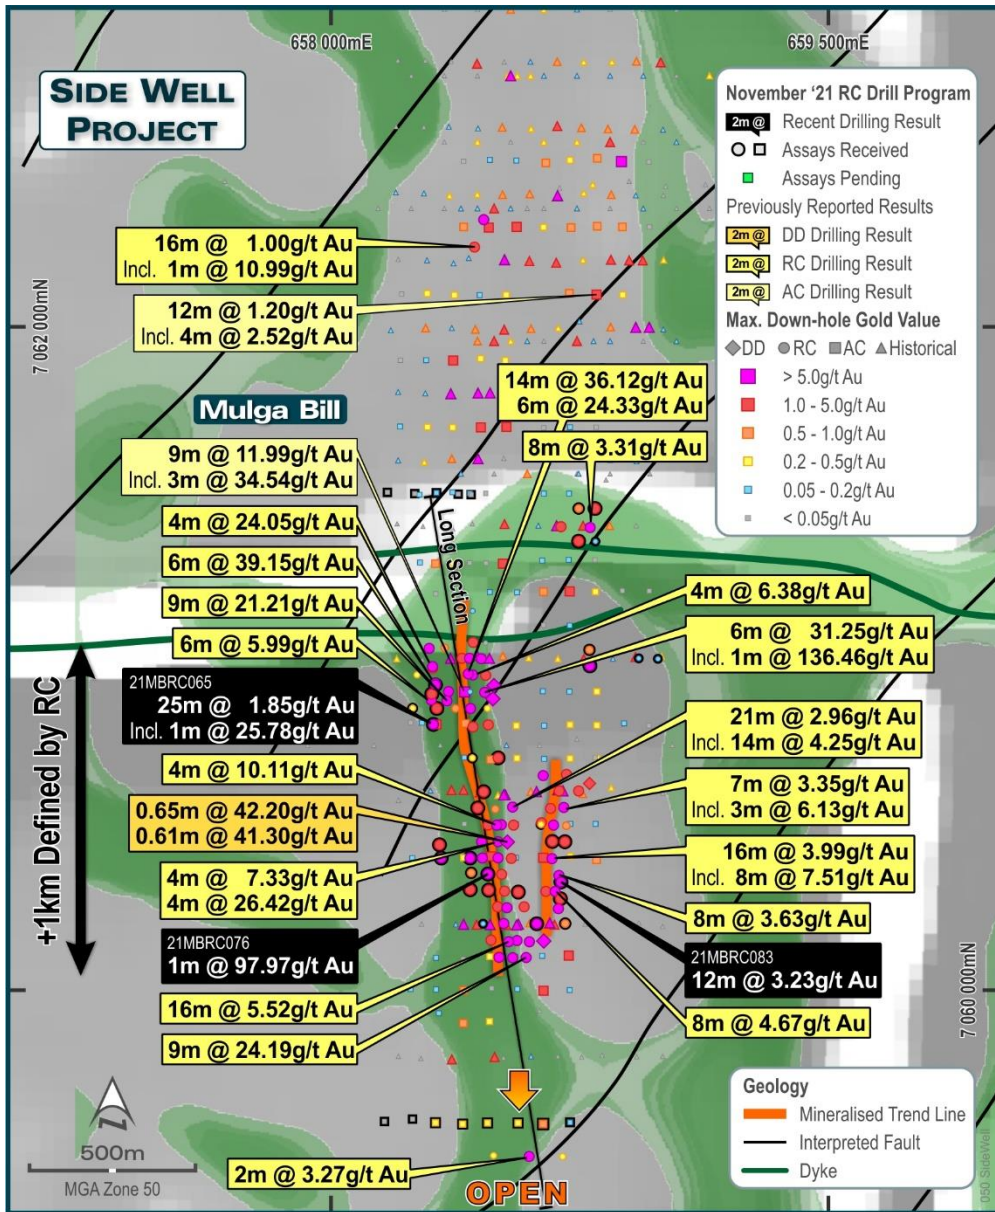 658 000mE
659 500mE
SIDE WELL
PROJECT
November ‘21 RC Drill Program
2m @ Recent Drilling Result
Assays Received
Assays Pending
Previously Reported Results
2m @ DD Drilling Result
2m @ RC Drilling Result
2m @ AC Drilling Result
Max. Down-hole Gold Value
DD RC AC Historical
> 5.0g/t Au
1.0 - 5.0g/t Au
0.5 - 1.0g/t Au
0.2 - 0.5g/t Au
0.05 - 0.2g/t Au
< 0.05g/t Au
16m @ 1.00g/t Au
Incl. 1m @ 10.99g/t Au
12m @ 1.20g/t Au
Incl. 4m @ 2.52g/t Au
7 062 000mN
14m @ 36.12g/t Au
6m @ 24.33g/t Au
Mulga Bill
8m @ 3.31g/t Au
9m @ 11.99g/t Au
Incl. 3m @ 34.54g/t Au
4m @ 24.05g/t Au
Long Section
6m @ 39.15g/t Au
4m @ 6.38g/t Au
9m @ 21.21g/t Au
6m @ 31.25g/t Au
Incl. 1m @ 136.46g/t Au
6m @ 5.99g/t Au
21MBRC065
25m @ 1.85g/t Au
Incl. 1m @ 25.78g/t Au
21m @ 2.96g/t Au
Incl. 14m @ 4.25g/t Au
4m @ 10.11g/t Au
7m @ 3.35g/t Au
Incl. 3m @ 6.13g/t Au
0.65m @ 42.20g/t Au
0.61m @ 41.30g/t Au
+1km Defined by RC
16m @ 3.99g/t Au
Incl. 8m @ 7.51g/t Au
4m @ 7.33g/t Au
4m @ 26.42g/t Au
8m @ 3.63g/t Au
21MBRC076
1m @ 97.97g/t Au
21MBRC083
12m @ 3.23g/t Au
16m @ 5.52g/t Au
8m @ 4.67g/t Au
7 060 000mN
9m @ 24.19g/t Au
N
500m
MGA Zone 50
2m @ 3.27g/t Au
OPEN
Geology
Mineralised Trend Line
Interpreted Fault
Dyke
050 SideWell